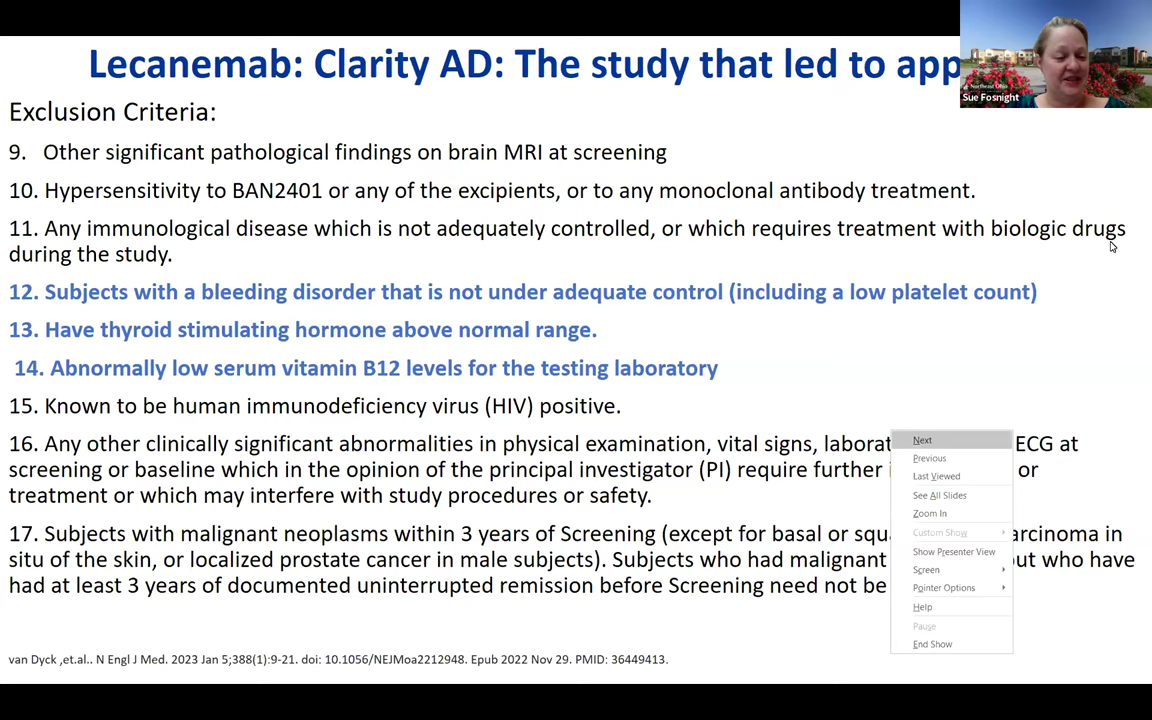 Lecanemab: Clarity AD: The study that led to app
Northeast Ohio
Sue Fosnight
Exclusion Criteria:
9. Other significant pathological findings on brain MRI at screening
10. Hypersensitivity to BAN2401 or any of the excipients, or to any monoclonal antibody treatment.
11. Any immunological disease which is not adequately controlled, or which requires treatment with biologic drugs
during the study.
12. Subjects with a bleeding disorder that is not under adequate control (including a low platelet count)
13. Have thyroid stimulating hormone above normal range.
14. Abnormally low serum vitamin B12 levels for the testing laboratory
15. Known to be human immunodeficiency virus (HIV) positive.
16. Any other clinically significant abnormalities in physical examination, vital signs, laborat ECG at
screening or baseline which in the opinion of the principal investigator (PI) require further or
treatment or which may interfere with study procedures or safety.
17. Subjects with malignant neoplasms within 3 years of Screening (except for basal or squ arcinoma in
situ of the skin, or localized prostate cancer in male subjects). Subjects who had malignant out who have
had at least 3 years of documented uninterrupted remission before Screening need not be
Next
Previous
Last Viewed
See All Slides
Zoom In
Custom Show
Show Presenter View
Screen
Pointer Options
Help
Pause
End Show
van Dyck ,et.al.. N Engl J Med. 2023 Jan 5;388(1):9-21. doi: 10.1056/NEJMoa2212948. Epub 2022 Nov 29. PMID: 36449413.